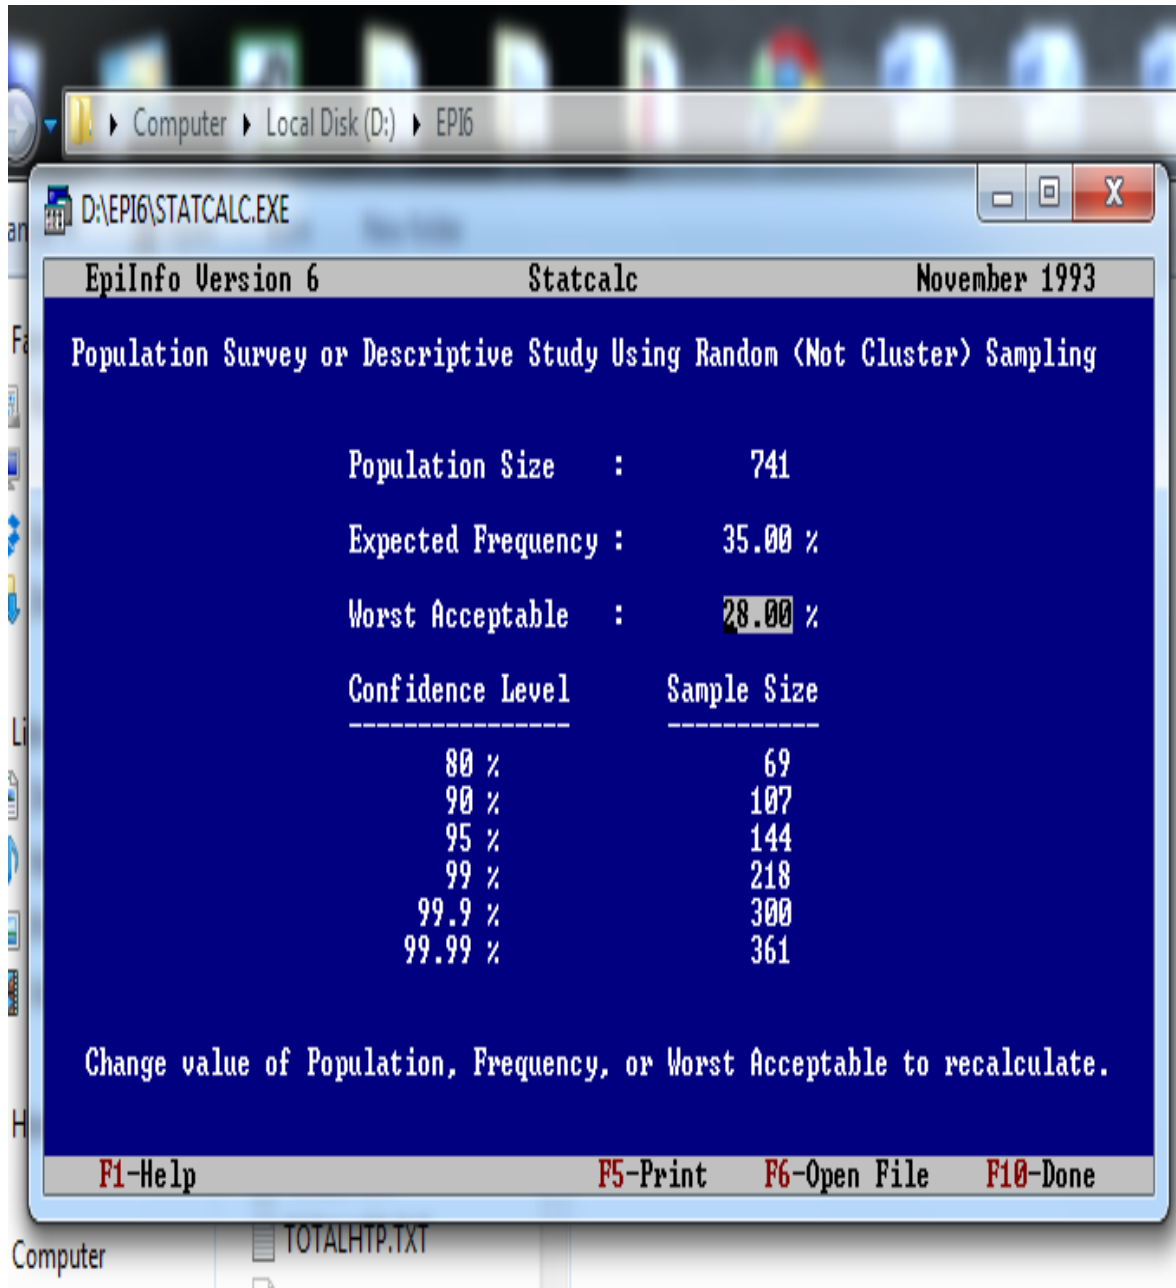 Computer ▸ Local Disk (D:) ▸ EPI6
D:\EPI6\STATCALC.EXE
EpiInfo Version 6 Statcalc November 1993
Population Survey or Descriptive Study Using Random (Not Cluster) Sampling
Population Size : 741
Expected Frequency : 35.00 %
Worst Acceptable : 28.00 %
Confidence Level Sample Size
---------------- -----------
80 % 69
90 % 107
95 % 144
99 % 218
99.9 % 300
99.99 % 361
Change value of Population, Frequency, or Worst Acceptable to recalculate.
F1-Help F5-Print F6-Open File F10-Done
TOTALHTP.TXT
Computer